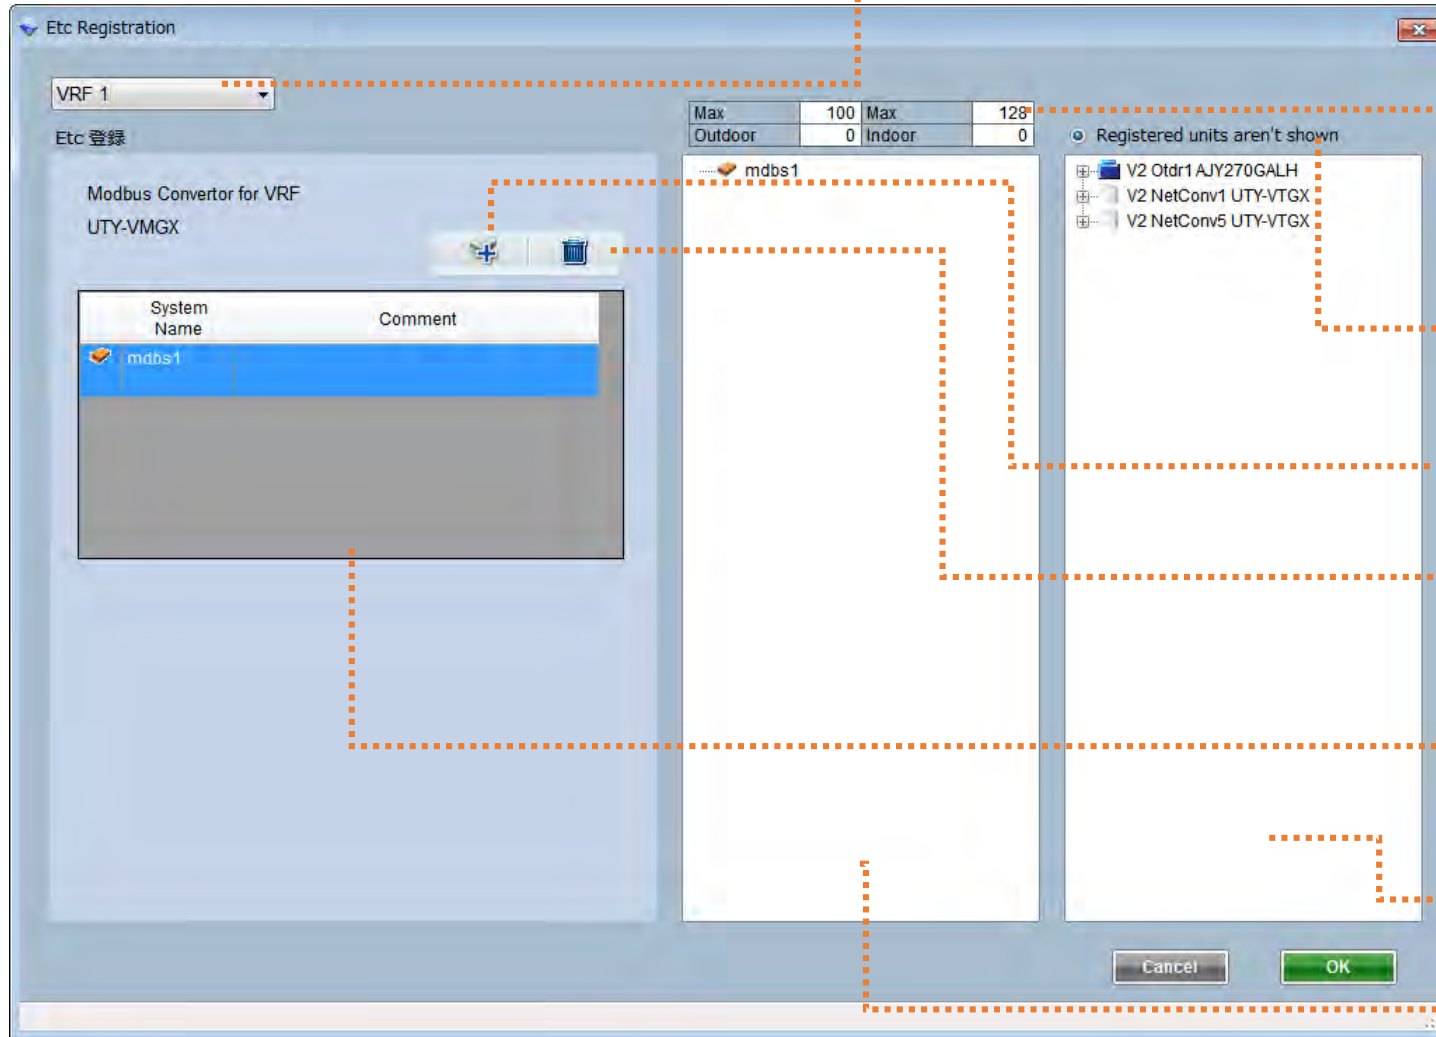 Etc Registration
VRF 1
Etc 登録
Modbus Convertor for VRF
UTY-VMGX
System
Name
Comment
mdbs1
Max 100 Max 128
Outdoor 0 Indoor 0
mdbs1
Registered units aren't shown
V2 Otdr1 AJY270GALH
V2 NetConv1 UTY-VTGX
V2 NetConv5 UTY-VTGX
Cancel
OK